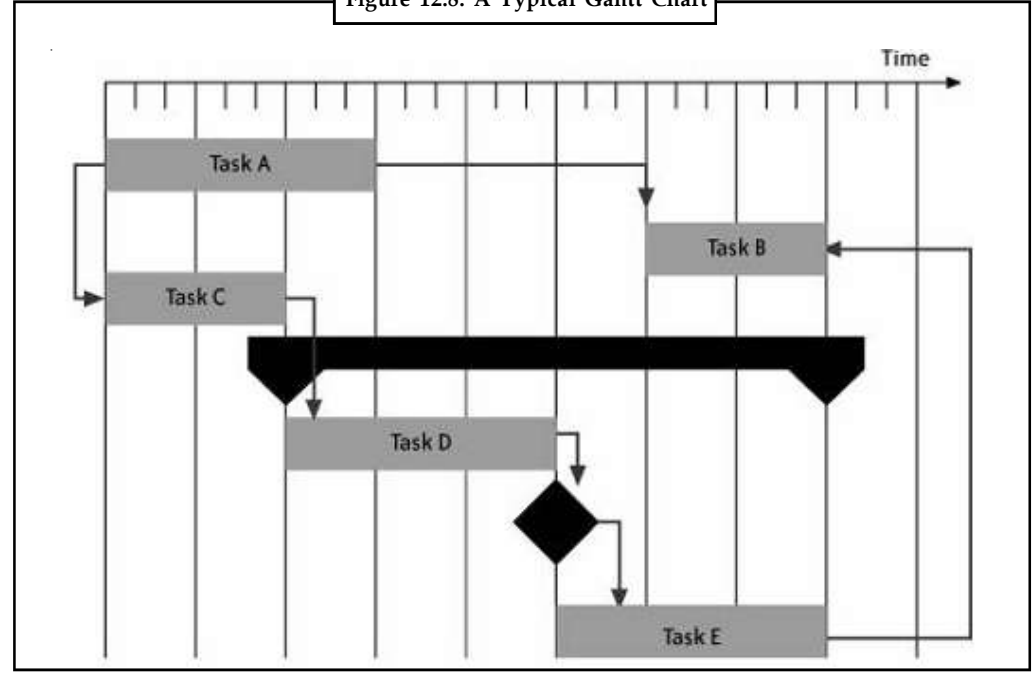 Figure 12.8: A Typical Gantt Chart
Time
Task A
Task B
Task C
Task D
Task E